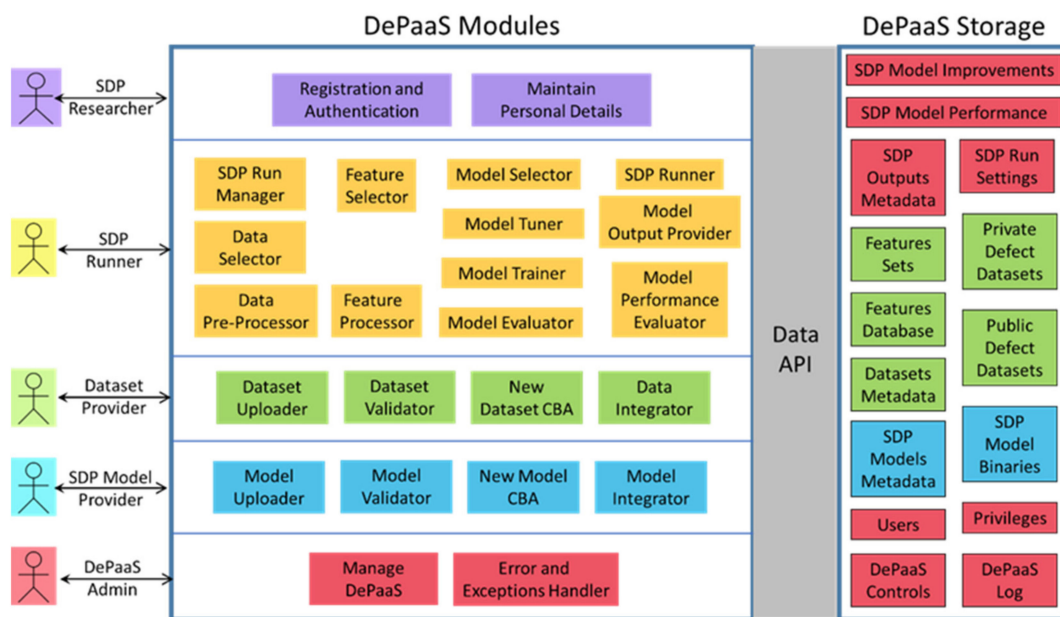 DePaaS Modules
DePaaS Storage
SDP
Researcher
Registration and
Authentication
Maintain
Personal Details
SDP
Runner
SDP Run
Manager
Feature
Selector
Model Selector
SDP Runner
Data
Selector
Model Tuner
Model
Output Provider
Model Trainer
Data
Pre-Processor
Feature
Processor
Model Evaluator
Model
Performance
Evaluator
Dataset
Provider
Dataset
Uploader
Dataset
Validator
New
Dataset CBA
Data
Integrator
SDP Model
Provider
Model
Uploader
Model
Validator
New Model
CBA
Model
Integrator
DePaaS
Admin
Manage
DePaaS
Error and
Exceptions Handler
Data
API
SDP Model Improvements
SDP Model Performance
SDP
Outputs
Metadata
SDP Run
Settings
Features
Sets
Private
Defect
Datasets
Features
Database
Public
Defect
Datasets
Datasets
Metadata
SDP
Models
Metadata
SDP
Model
Binaries
Users
Privileges
DePaaS
Controls
DePaaS
Log